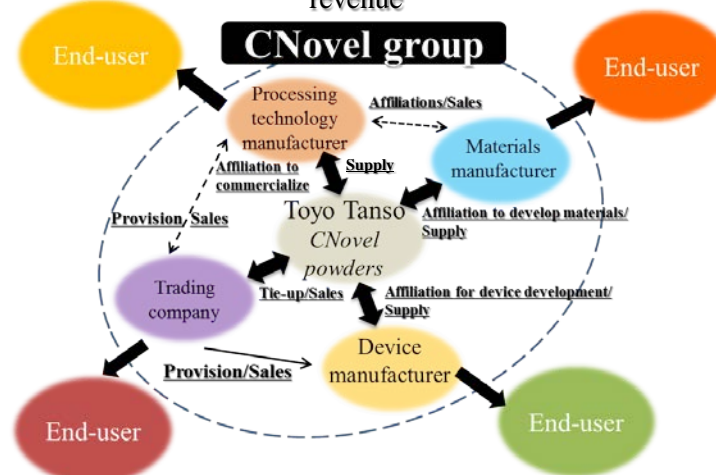 revenue
CNovel group
End-user
End-user
Processing
technology
manufacturer
Affiliations/Sales
Materials
manufacturer
Affiliation to
commercialize
Supply
Toyo Tanso
CNovel
powders
Affiliation to develop materials/
Supply
Provision/Sales
Trading
company
Tie-up/Sales
Affiliation for device development/
Supply
Provision/Sales
Device
manufacturer
End-user
End-user